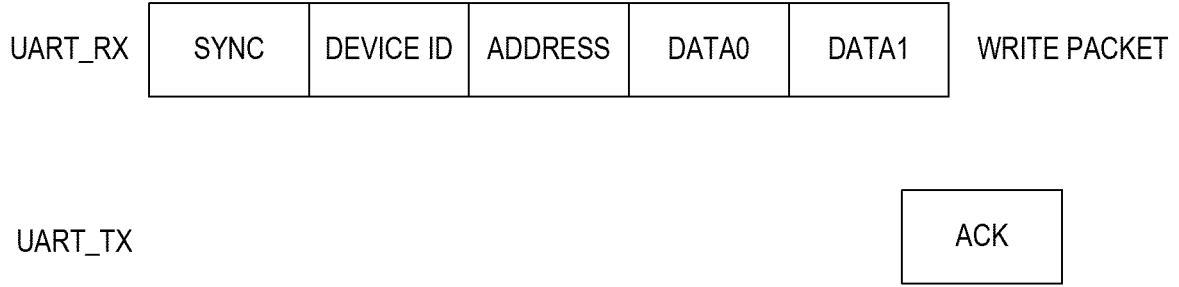 UART_RX SYNC DEVICE ID ADDRESS DATA0 DATA1 WRITE PACKET
UART_TX ACK